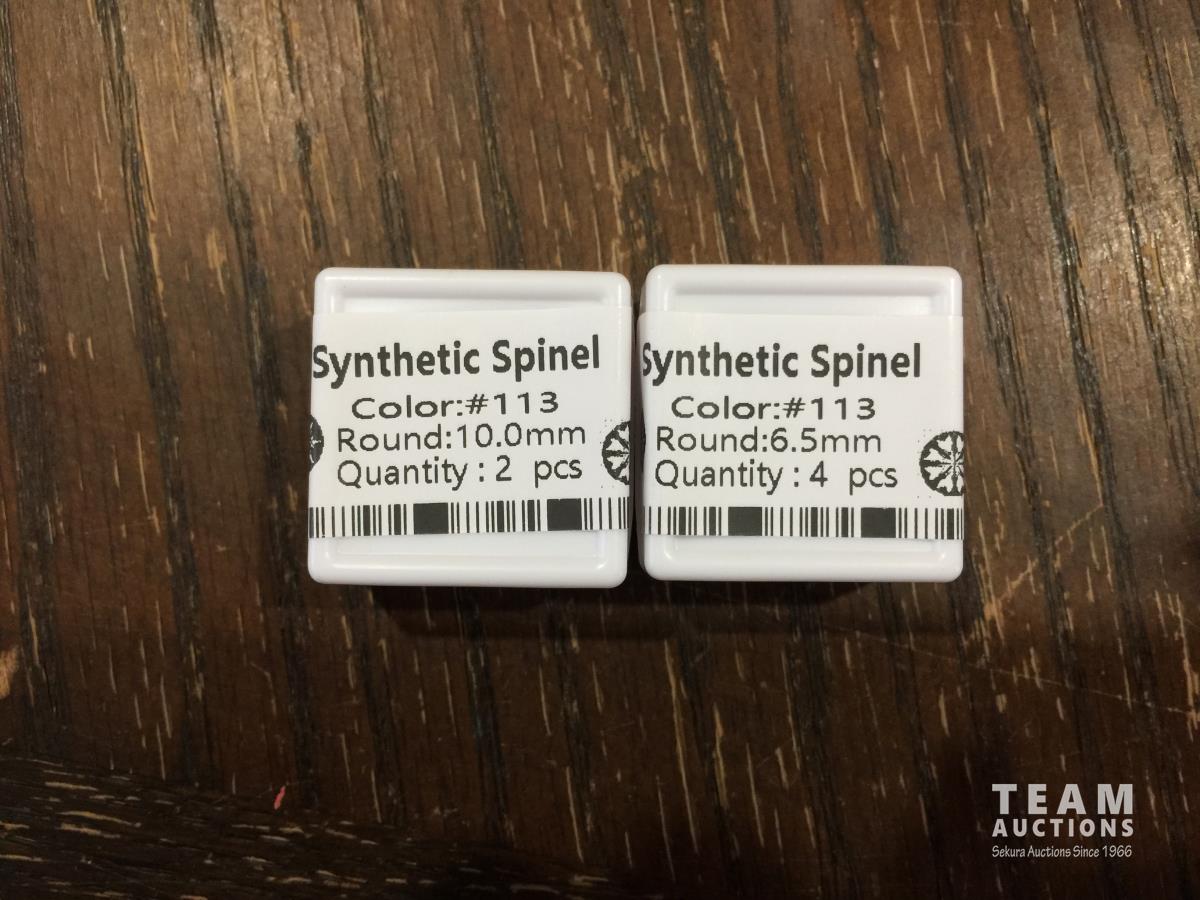 Synthetic Spinel
Color:#113
Round:10.0mm
Quantity : 2 pcs
Synthetic Spinel
Color:#113
Round:6.5mm
Quantity : 4 pcs
TEAM
AUCTIONS
Sekura Auctions Since 1966